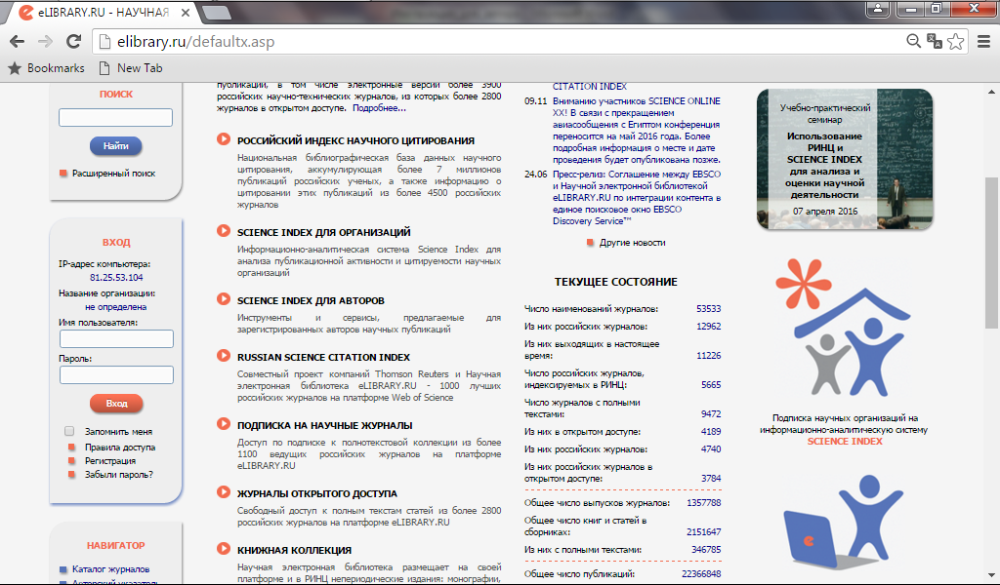 eLIBRARY.RU - НАУЧНАЯ
elibrary.ru/defaultx.asp
Bookmarks
New Tab
ПОИСК
Найти
Расширенный поиск
ВХОД
IP-адрес компьютера:
81.25.53.104
Название организации:
не определена
Имя пользователя:
Пароль:
Вход
Запомнить меня
Правила доступа
Регистрация
Забыли пароль?
НАВИГАТОР
Каталог журналов
Авторский указатель
публикации, в том числе электронные версии более 3900
российских научно-технических журналов, из которых более 2800
журналов в открытом доступе. Подробнее...
РОССИЙСКИЙ ИНДЕКС НАУЧНОГО ЦИТИРОВАНИЯ
Национальная библиографическая база данных научного
цитирования, аккумулирующая более 7 миллионов
публикаций российских ученых, а также информацию о
цитировании этих публикаций из более 4500 российских
журналов
SCIENCE INDEX ДЛЯ ОРГАНИЗАЦИЙ
Информационно-аналитическая система Science Index для
анализа публикационной активности и цитируемости научных
организаций
SCIENCE INDEX ДЛЯ АВТОРОВ
Инструменты и сервисы, предлагаемые для
зарегистрированных авторов научных публикаций
RUSSIAN SCIENCE CITATION INDEX
Совместный проект компаний Thomson Reuters и Научная
электронная библиотека eLIBRARY.RU - 1000 лучших
российских журналов на платформе Web of Science
ПОДПИСКА НА НАУЧНЫЕ ЖУРНАЛЫ
Доступ по подписке к полнотекстовой коллекции из более
1100 ведущих российских журналов на платформе
eLIBRARY.RU
ЖУРНАЛЫ ОТКРЫТОГО ДОСТУПА
Свободный доступ к полным текстам статей из более 2800
российских журналов на платформе eLIBRARY.RU
КНИЖНАЯ КОЛЛЕКЦИЯ
Научная электронная библиотека размещает на своей
платформе и в РИНЦ непериодические издания: монографии,
CITATION INDEX
09.11 Вниманию участников SCIENCE ONLINE
XX! В связи с прекращением
авиасообщения с Египтом конференция
переносится на май 2016 года. Более
подробная информация о месте и дате
проведения будет опубликована позже.
24.06 Пресс-релиз: Соглашение между EBSCO
и Научной электронной библиотекой
eLIBRARY.RU по интеграции контента в
единое поисковое окно EBSCO
Discovery Service™
Другие новости
ТЕКУЩЕЕ СОСТОЯНИЕ
Число наименований журналов: 53533
Из них российских журналов: 12962
Из них выходящих в настоящее
время: 11226
Число российских журналов,
индексируемых в РИНЦ: 5665
Число журналов с полными
текстами: 9472
Из них в открытом доступе: 4189
Из них российских журналов: 4740
Из них российских журналов в
открытом доступе: 3784
Общее число выпусков журналов: 1357788
Общее число книг и статей в
сборниках: 2151647
Из них с полными текстами: 346785
Общее число публикаций: 22366848
Учебно-практический
семинар
Использование
РИНЦ и
SCIENCE INDEX
для анализа и
оценки научной
деятельности
07 апреля 2016
Подписка научных организаций на
информационно-аналитическую систему
SCIENCE INDEX
e